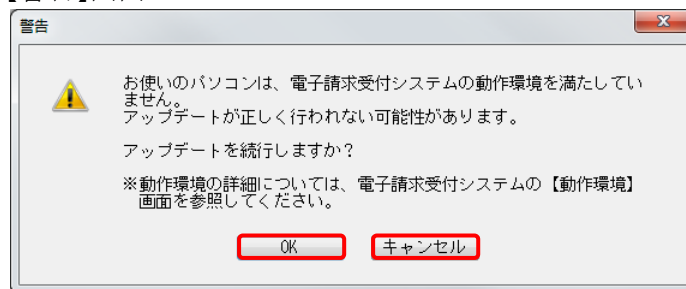 警告
お使いのパソコンは、電子請求受付システムの動作環境を満たしてい
ません。
アップデートが正しく行われない可能性があります。
アップデートを続行しますか？
※動作環境の詳細については、電子請求受付システムの【動作環境】
画面を参照してください。
OK キャンセル